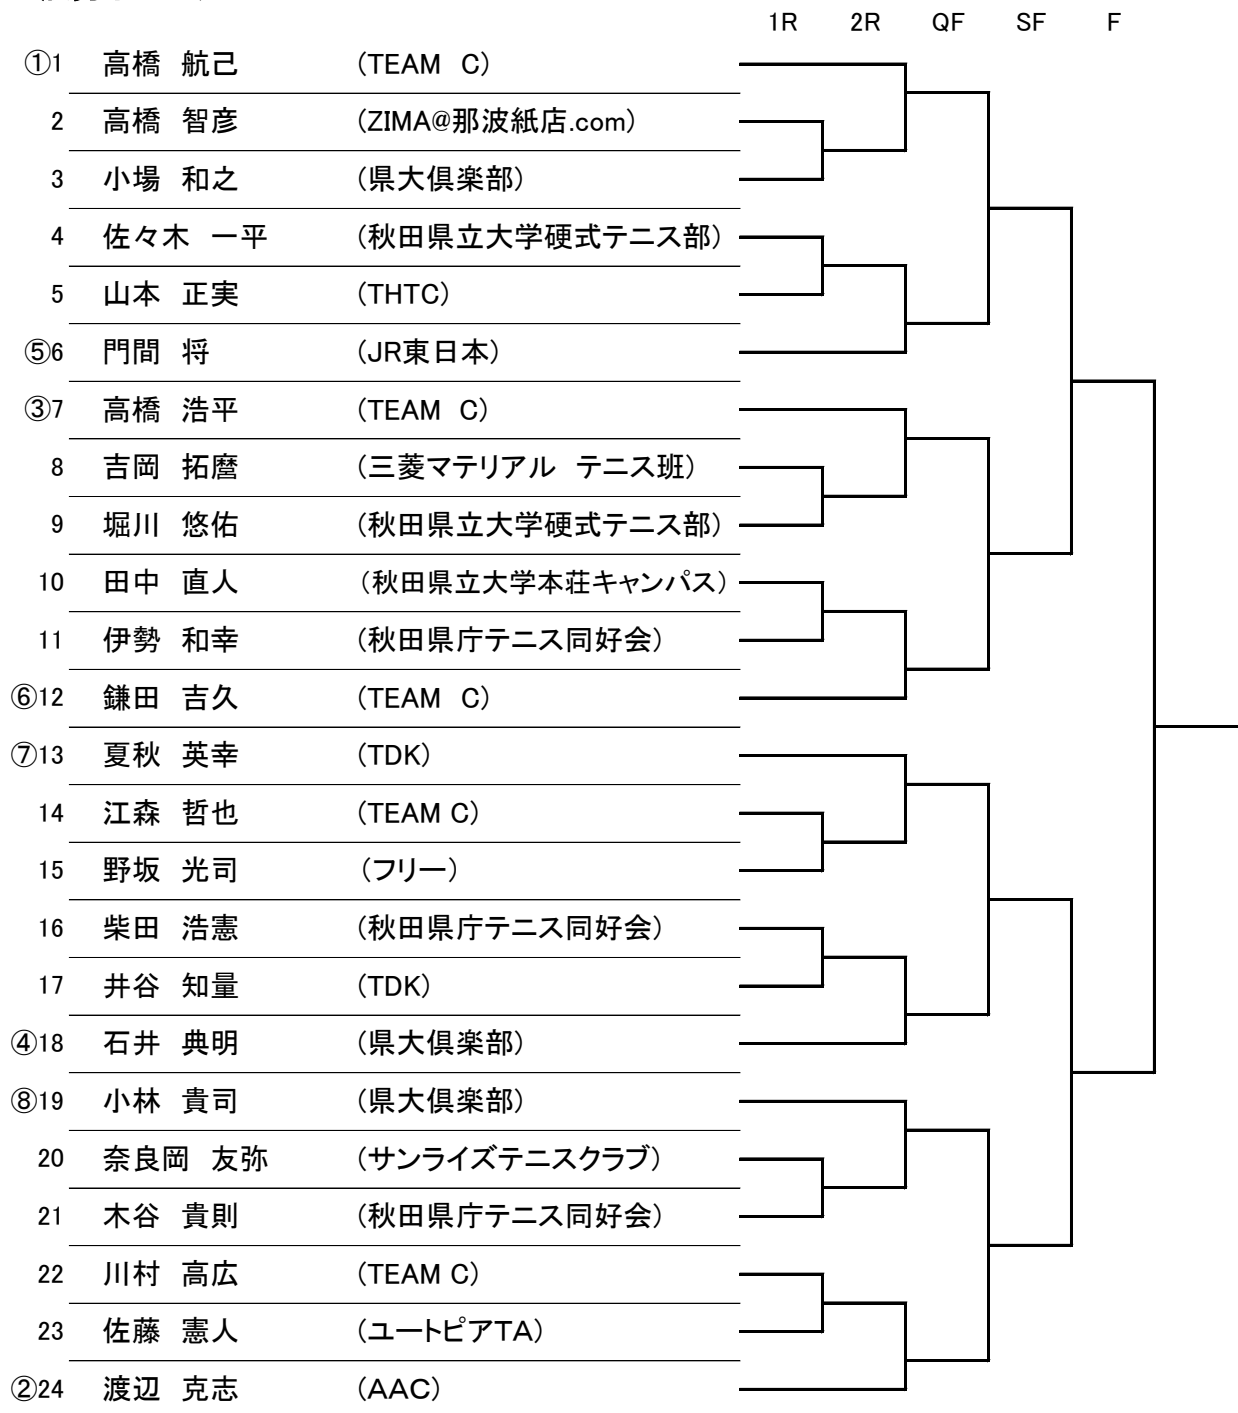 1R 2R QF SF F
①1 高橋 航己 (TEAM C)
2 高橋 智彦 (ZIMA@那波紙店.com)
3 小場 和之 (県大倶楽部)
4 佐々木 一平 (秋田県立大学硬式テニス部)
5 山本 正実 (THTC)
⑤6 門間 将 (JR東日本)
③7 高橋 浩平 (TEAM C)
8 吉岡 拓麿 (三菱マテリアル テニス班)
9 堀川 悠佑 (秋田県立大学硬式テニス部)
10 田中 直人 (秋田県立大学本荘キャンパス)
11 伊勢 和幸 (秋田県庁テニス同好会)
⑥12 鎌田 吉久 (TEAM C)
⑦13 夏秋 英幸 (TDK)
14 江森 哲也 (TEAM C)
15 野坂 光司 (フリー)
16 柴田 浩憲 (秋田県庁テニス同好会)
17 井谷 知量 (TDK)
④18 石井 典明 (県大倶楽部)
⑧19 小林 貴司 (県大倶楽部)
20 奈良岡 友弥 (サンライズテニスクラブ)
21 木谷 貴則 (秋田県庁テニス同好会)
22 川村 高広 (TEAM C)
23 佐藤 憲人 (ユートピアTA)
②24 渡辺 克志 (AAC)